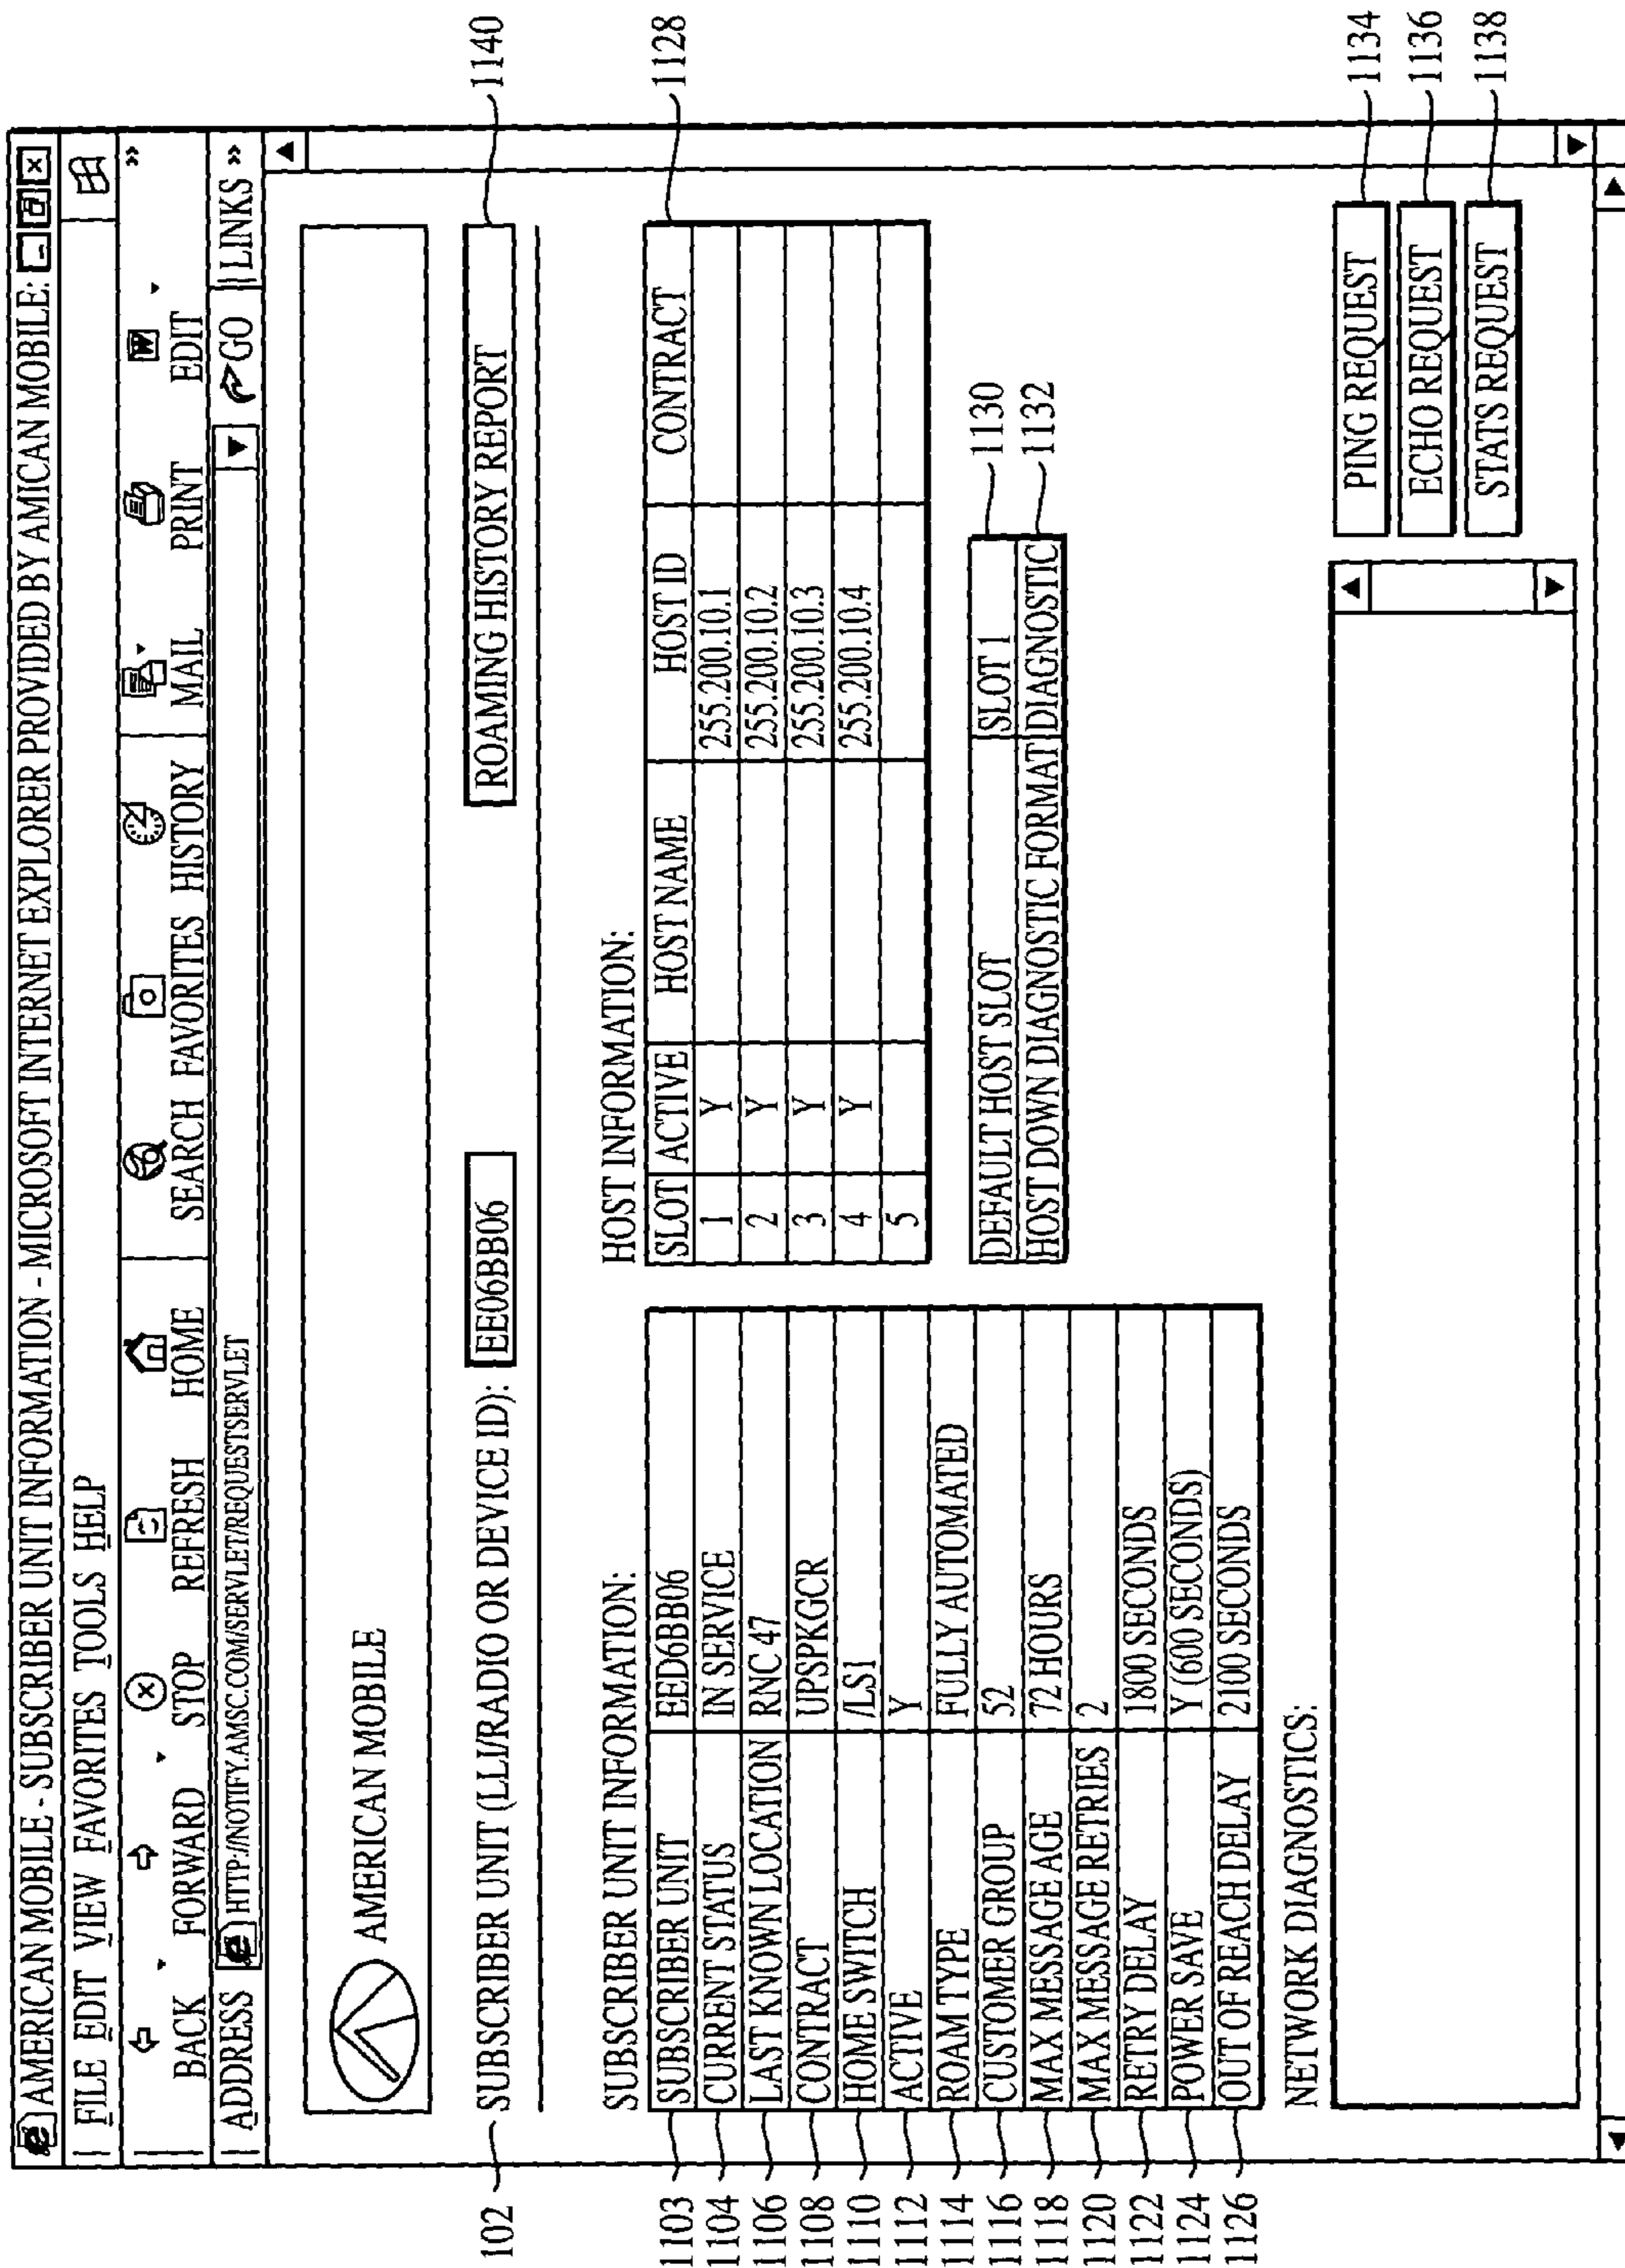 AMERICAN MOBILE - SUBSCRIBER UNIT INFORMATION - MICROSOFT INTERNET EXPLORER PROVIDED BY AMICAN MOBILE:
FILE EDIT VIEW FAVORITES TOOLS HELP
BACK FORWARD STOP REFRESH HOME SEARCH FAVORITES HISTORY MAIL PRINT EDIT
ADDRESS HTTP://NOTIFY.AMSC.COM/SERVLET/REQUESTSERVLET GO LINKS
AMERICAN MOBILE
102 SUBSCRIBER UNIT (LLI/RADIO OR DEVICE ID): EE06BB06 ROAMING HISTORY REPORT 1140
SUBSCRIBER UNIT INFORMATION:
1103 SUBSCRIBER UNIT EED6BB06
1104 CURRENT STATUS IN SERVICE
1106 LAST KNOWN LOCATION RNC 47
1108 CONTRACT UPSPKGCR
1110 HOME SWITCH /LS1
1112 ACTIVE Y
1114 ROAM TYPE FULLY AUTOMATED
1116 CUSTOMER GROUP 52
1118 MAX MESSAGE AGE 72 HOURS
1120 MAX MESSAGE RETRIES 2
1122 RETRY DELAY 1800 SECONDS
1124 POWER SAVE Y (600 SECONDS)
1126 OUT OF REACH DELAY 2100 SECONDS
HOST INFORMATION:
SLOT ACTIVE HOST NAME HOST ID CONTRACT 1128
1 Y 255.200.10.1
2 Y 255.200.10.2
3 Y 255.200.10.3
4 Y 255.200.10.4
5
DEFAULT HOST SLOT SLOT 1 1130
HOST DOWN DIAGNOSTIC FORMAT DIAGNOSTIC 1132
NETWORK DIAGNOSTICS:
PING REQUEST 1134
ECHO REQUEST 1136
STATS REQUEST 1138